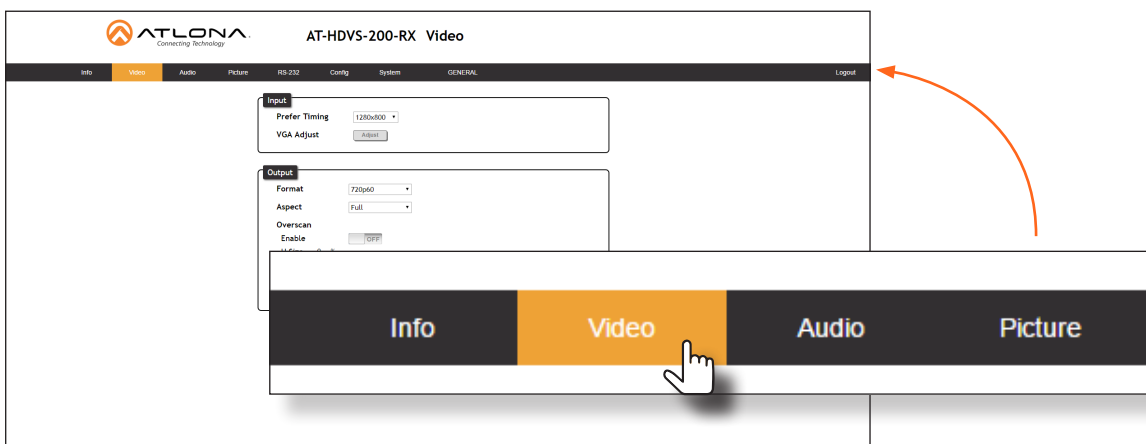 ATLONA.
Connecting Technology
AT-HDVS-200-RX Video
Info Video Audio Picture RS-232 Config System GENERAL Logout
Input
Prefer Timing 1280x800
VGA Adjust Adjust
Output
Format 720p60
Aspect Full
Overscan
Enable OFF
Info Video Audio Picture